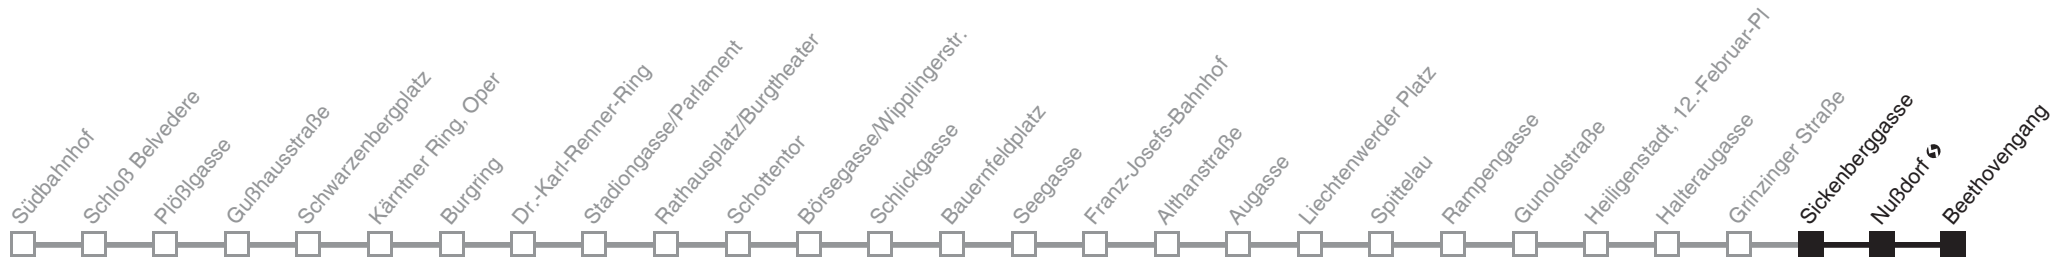 Südbahnhof
Schloß Belvedere
Plößlgasse
Gußhausstraße
Schwarzenbergplatz
Kärntner Ring, Oper
Burgring
Dr.-Karl-Renner-Ring
Stadiongasse/Parlament
Rathausplatz/Burgtheater
Schottentor
Börsegasse/Wipplingerstr.
Schlickgasse
Bauernfeldplatz
Seegasse
Franz-Josefs-Bahnhof
Althanstraße
Augasse
Liechtenwerder Platz
Spittelau
Rampengasse
Gunoldstraße
Heiligenstadt, 12.-Februar-Pl
Halteraugasse
Grinzinger Straße
Sickenberggasse
Nußdorf
Beethovengang